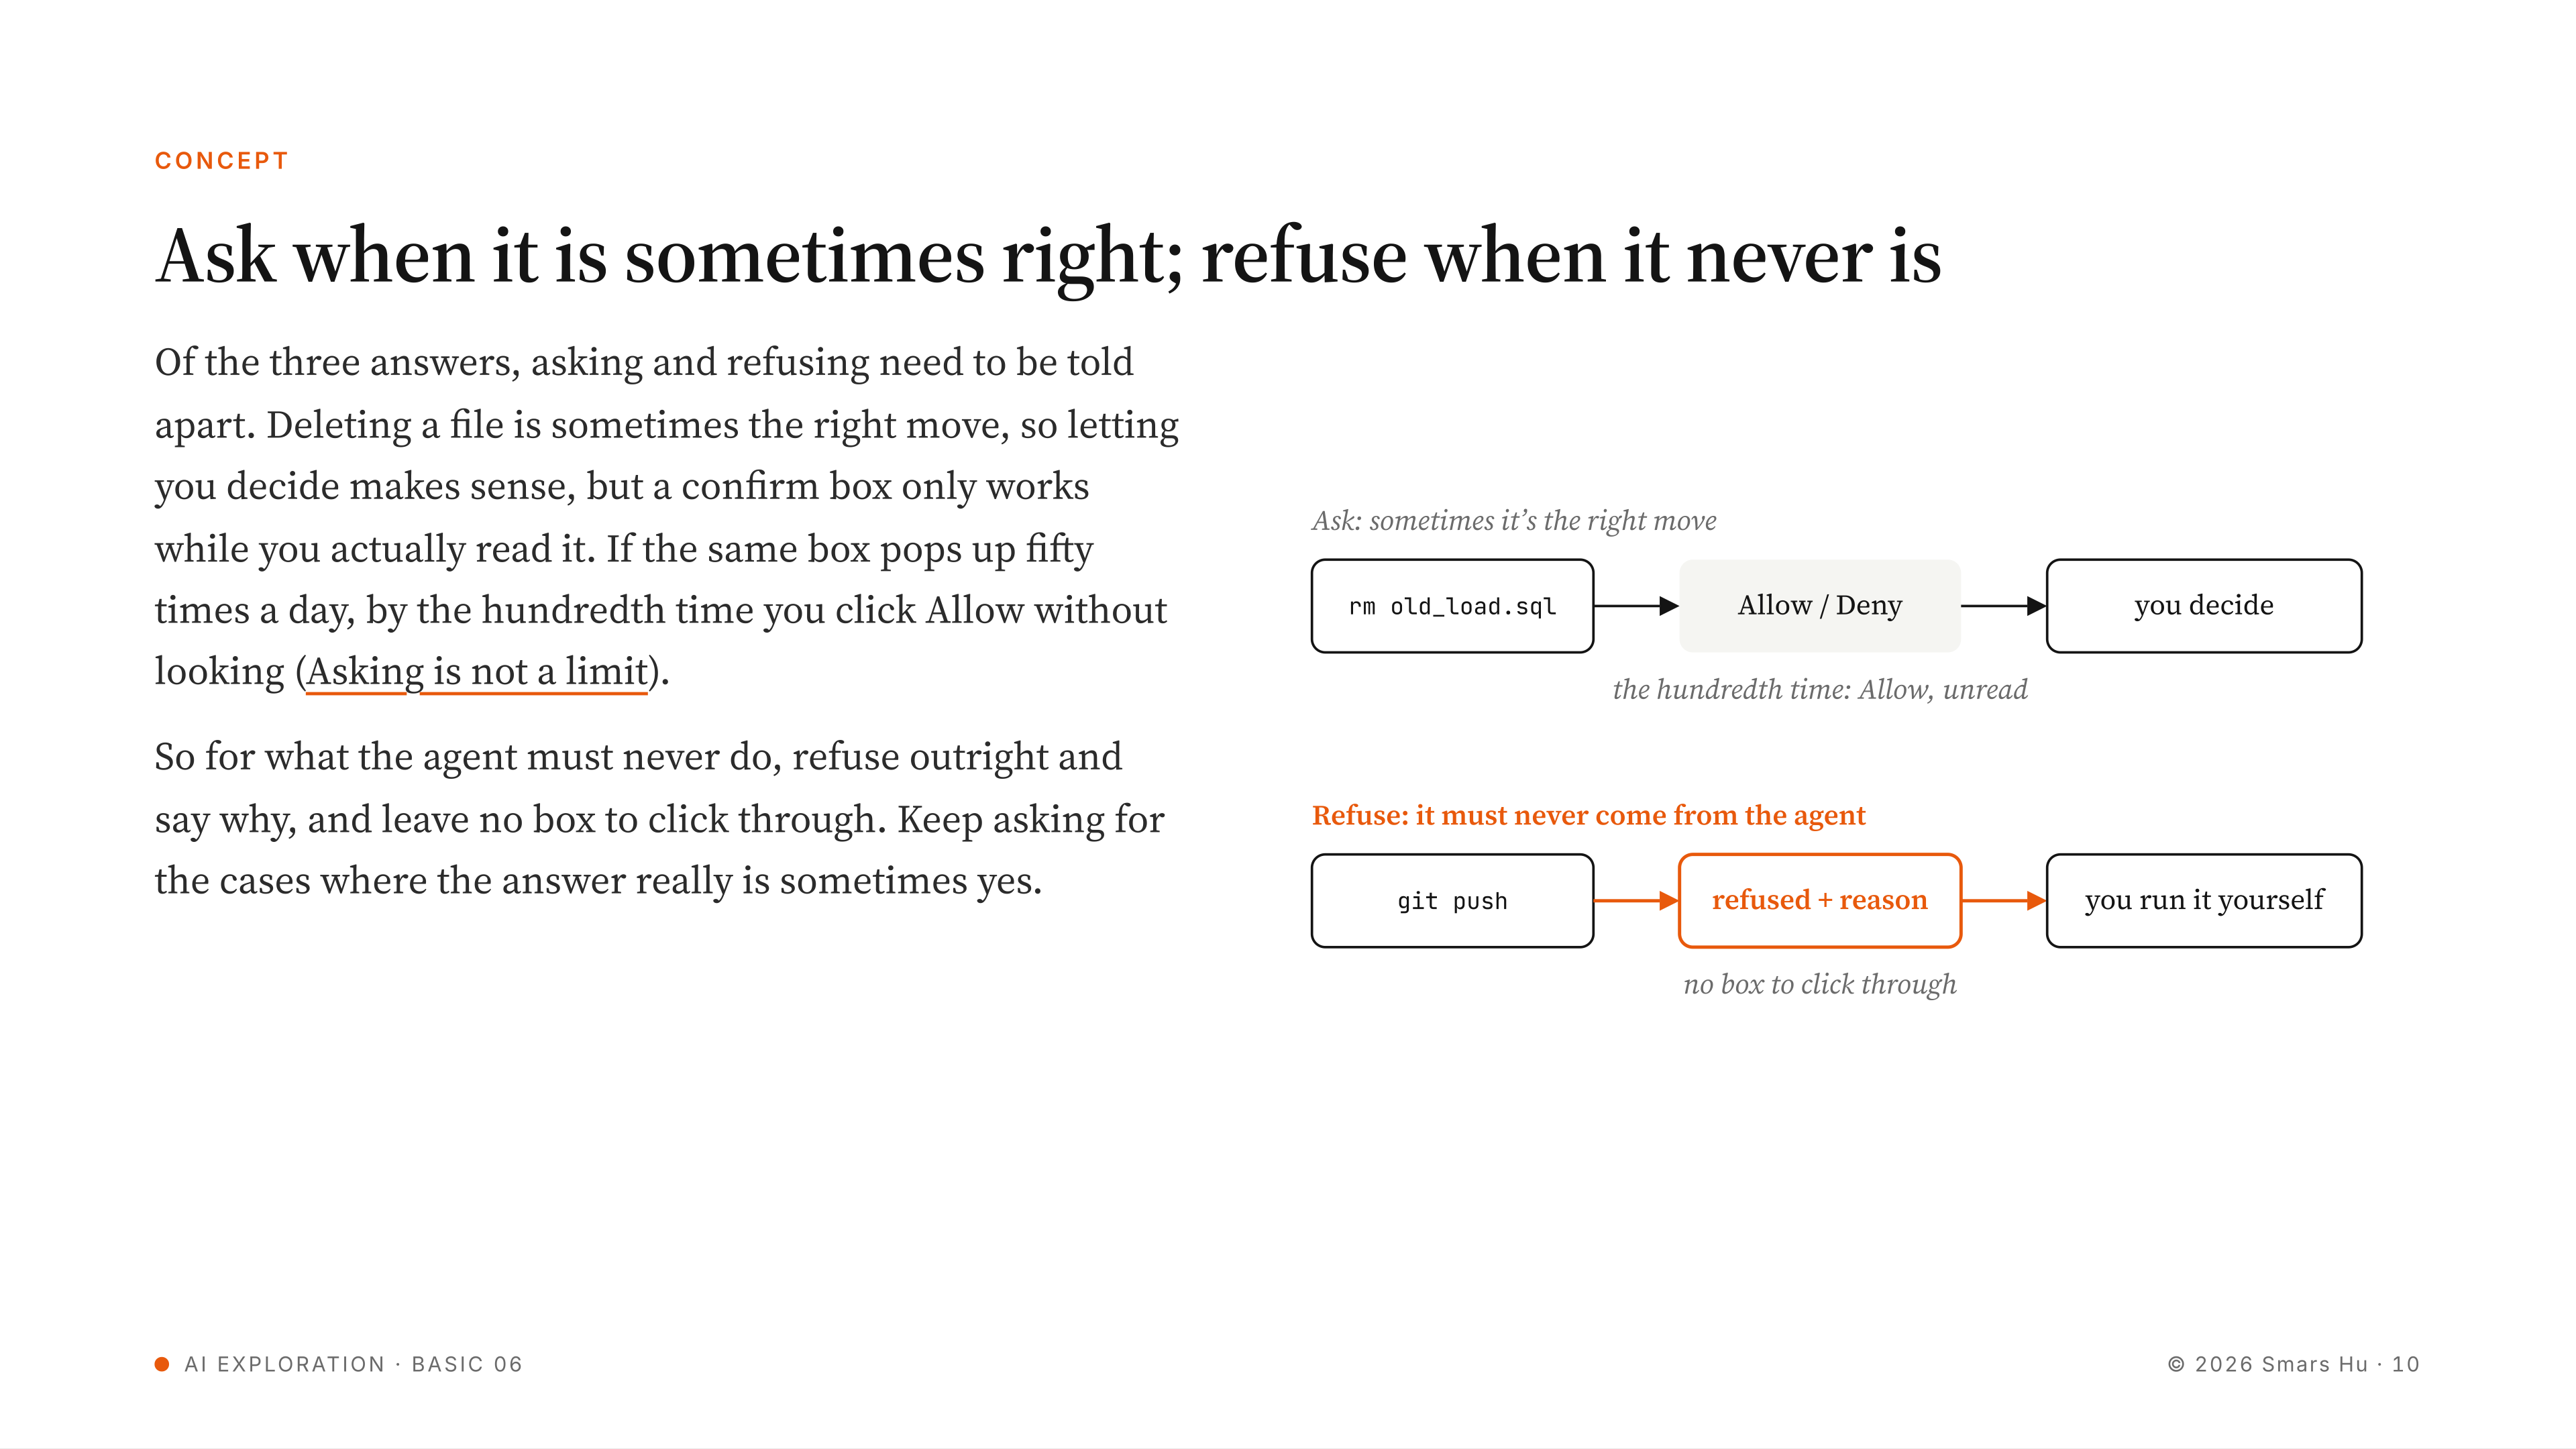 CONCEPT
Ask when it is sometimes right; refuse when it never is
Of the three answers, asking and refusing need to be told
apart. Deleting a file is sometimes the right move, so letting
you decide makes sense, but a confirm box only works
while you actually read it. If the same box pops up fifty
times a day, by the hundredth time you click Allow without
looking (Asking is not a limit).
So for what the agent must never do, refuse outright and
say why, and leave no box to click through. Keep asking for
the cases where the answer really is sometimes yes.
Ask: sometimes it’s the right move
rm old_load.sql
Allow / Deny
you decide
the hundredth time: Allow, unread
Refuse: it must never come from the agent
git push
refused + reason
you run it yourself
no box to click through
AI EXPLORATION · BASIC 06
© 2026 Smars Hu · 10